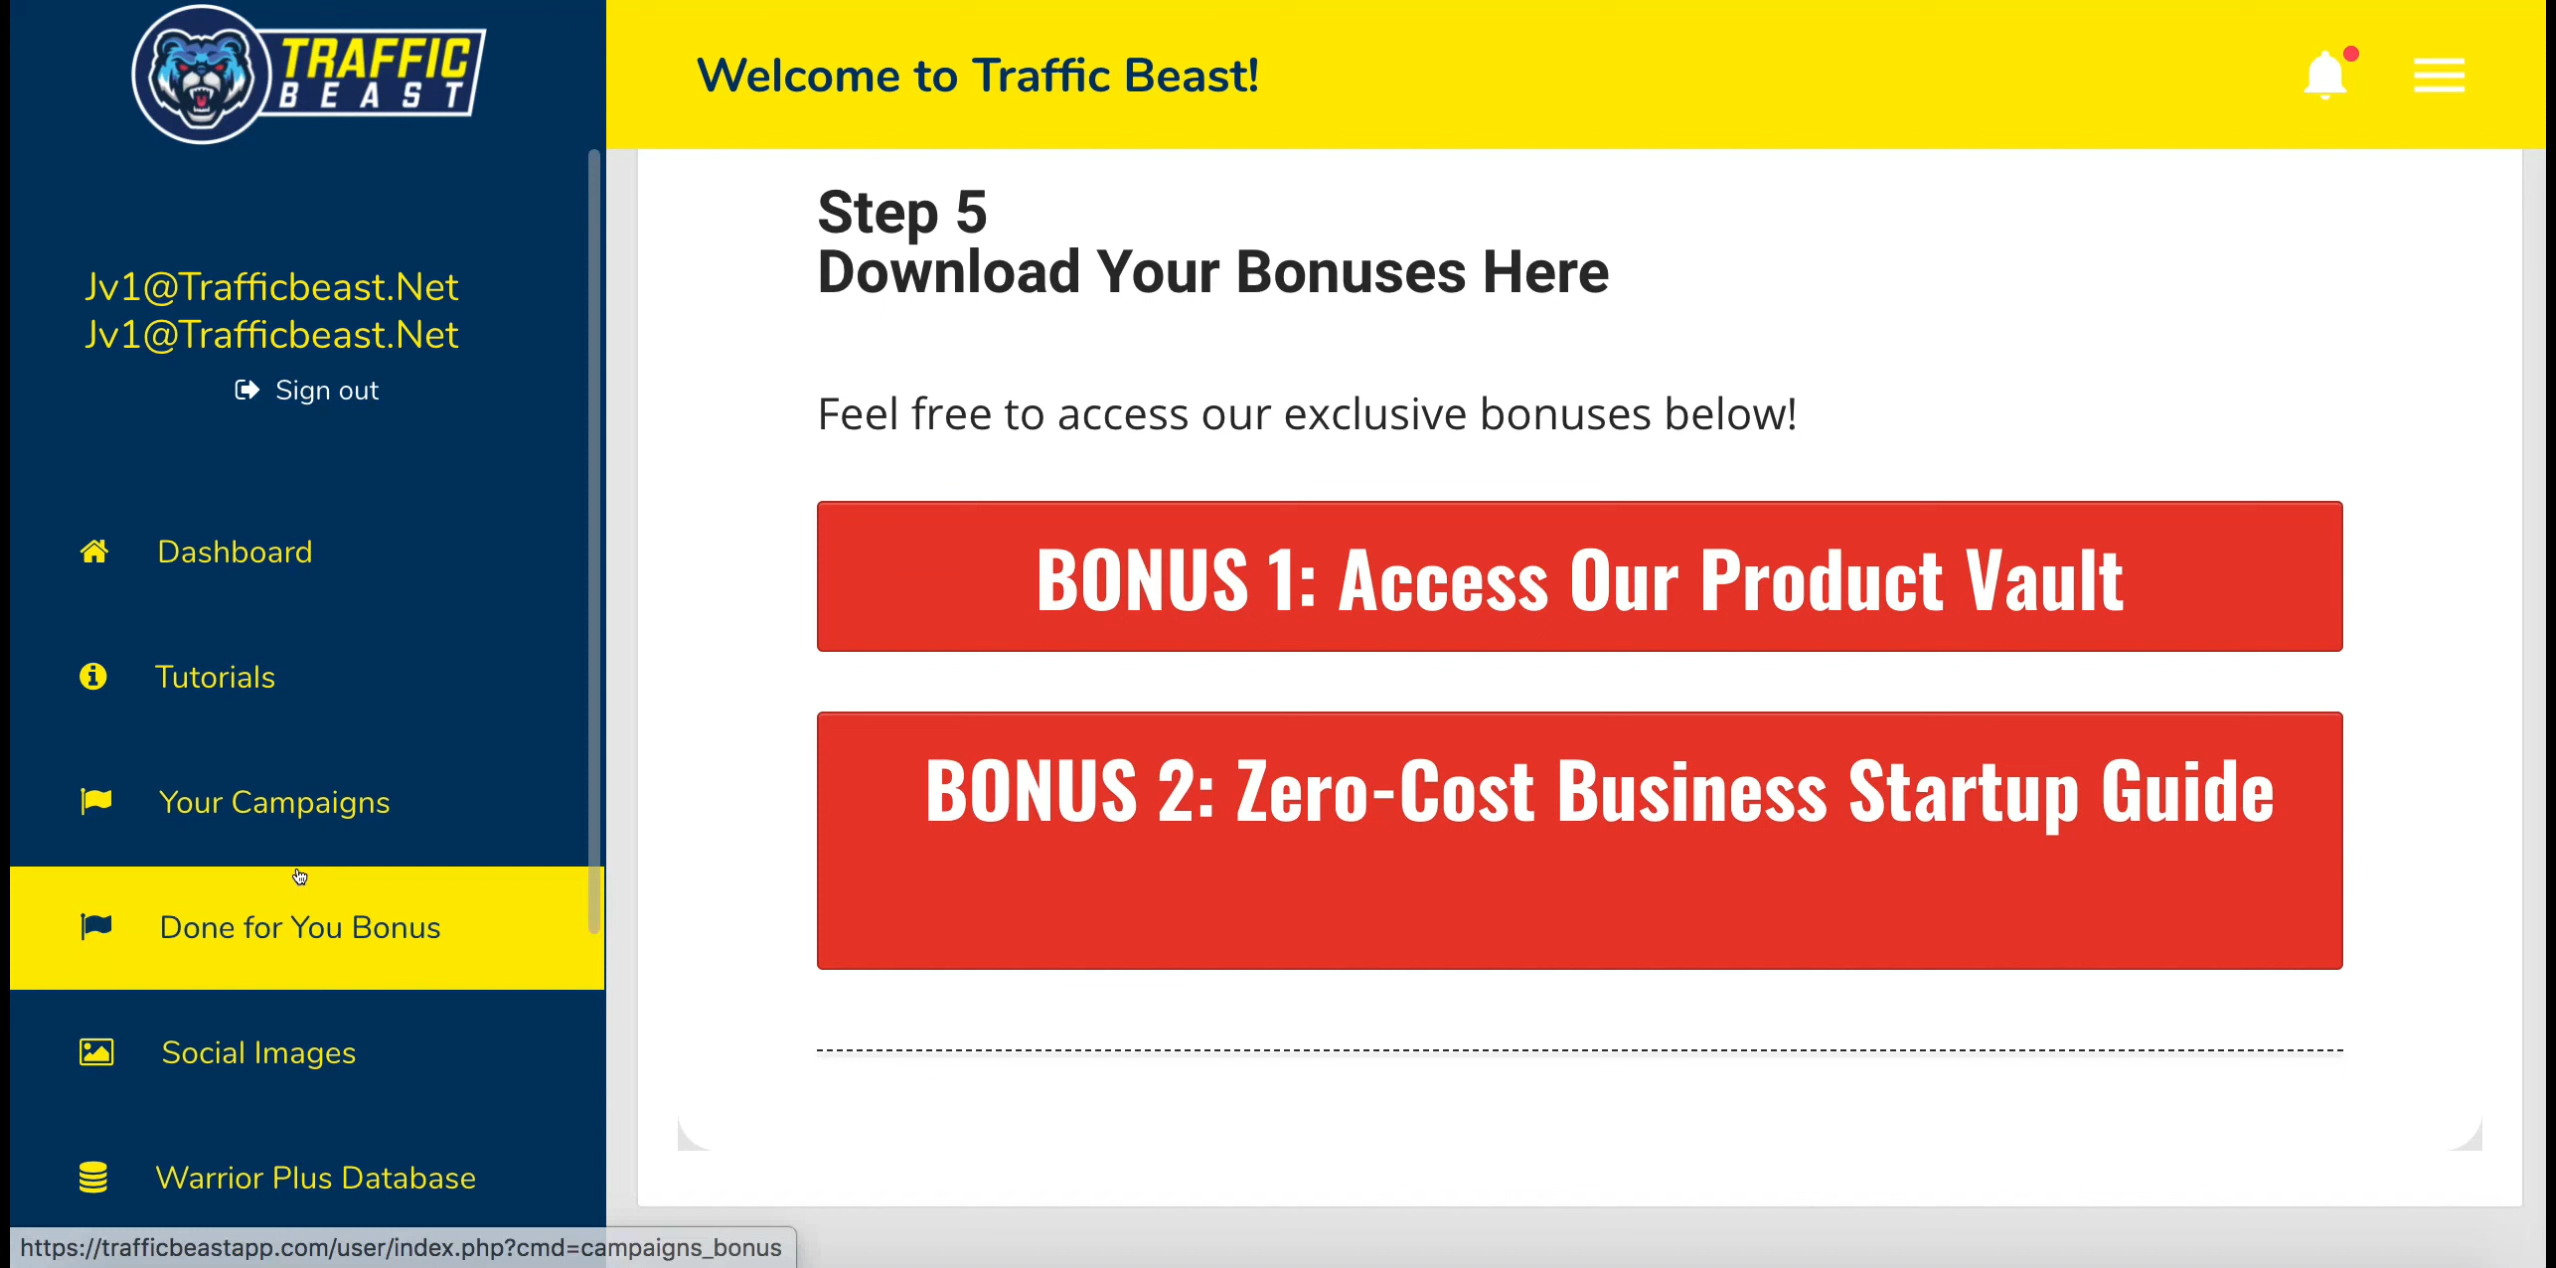 TRAFFIC
BEAST
Welcome to Traffic Beast!
Jv1@Trafficbeast.Net
Jv1@Trafficbeast.Net
Sign out
Dashboard
Tutorials
Your Campaigns
Done for You Bonus
Social Images
Warrior Plus Database
https://trafficbeastapp.com/user/index.php?cmd=campaigns_bonus
Step 5
Download Your Bonuses Here
Feel free to access our exclusive bonuses below!
BONUS 1: Access Our Product Vault
BONUS 2: Zero-Cost Business Startup Guide